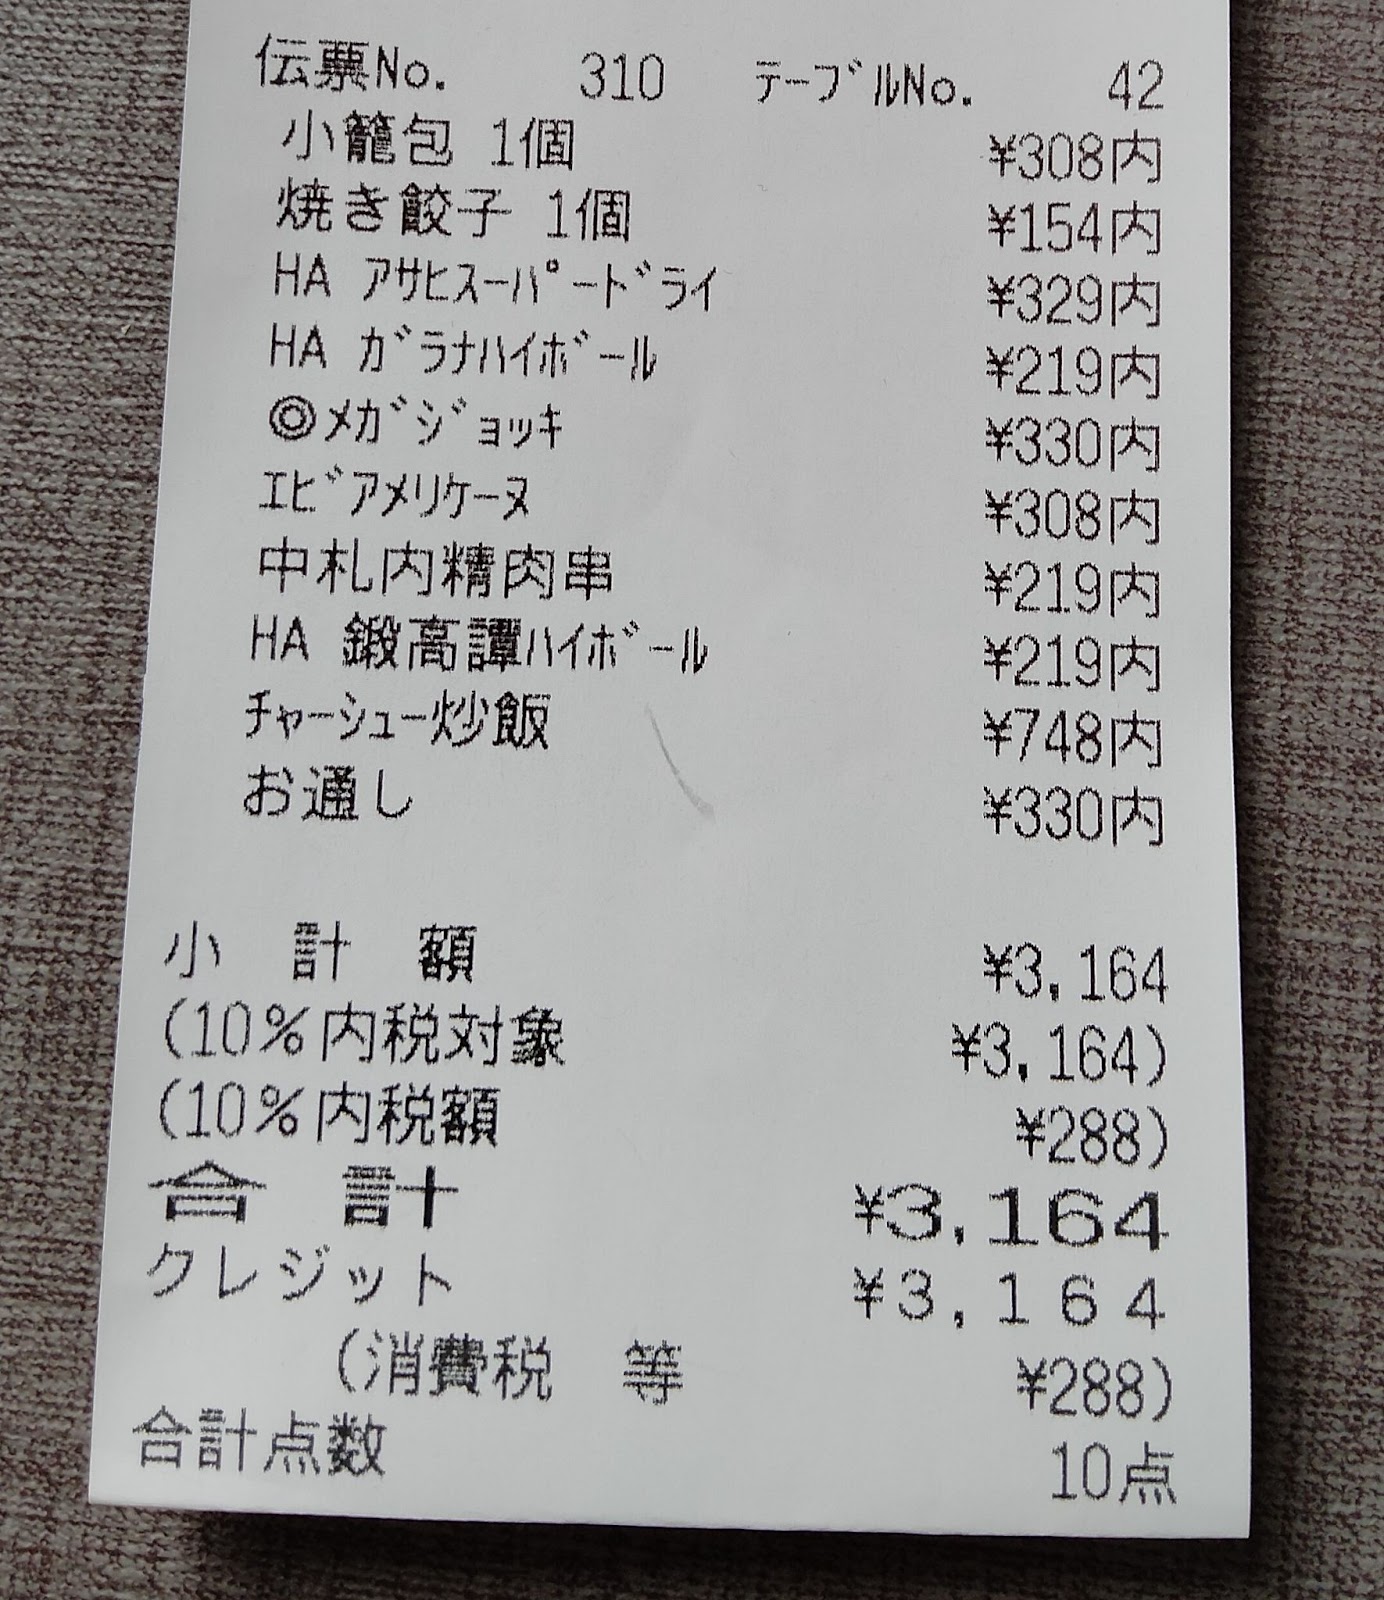 伝票No. 310 テーブルNo. 42
小籠包 1個 ¥308内
焼き餃子 1個 ¥154内
HA アサヒスーパードライ ¥329内
HA ガラナハイボール ¥219内
◎メガジョッキ ¥330内
エビアメリケーヌ ¥308内
中札内精肉串 ¥219内
HA 鍛高譚ハイボール ¥219内
チャーシュー炒飯 ¥748内
お通し ¥330内
小 計 額 ¥3,164
(10%内税対象 ¥3,164)
(10%内税額 ¥288)
合 計 ¥3,164
クレジット ¥3,164
(消費税 等 ¥288)
合計点数 10点